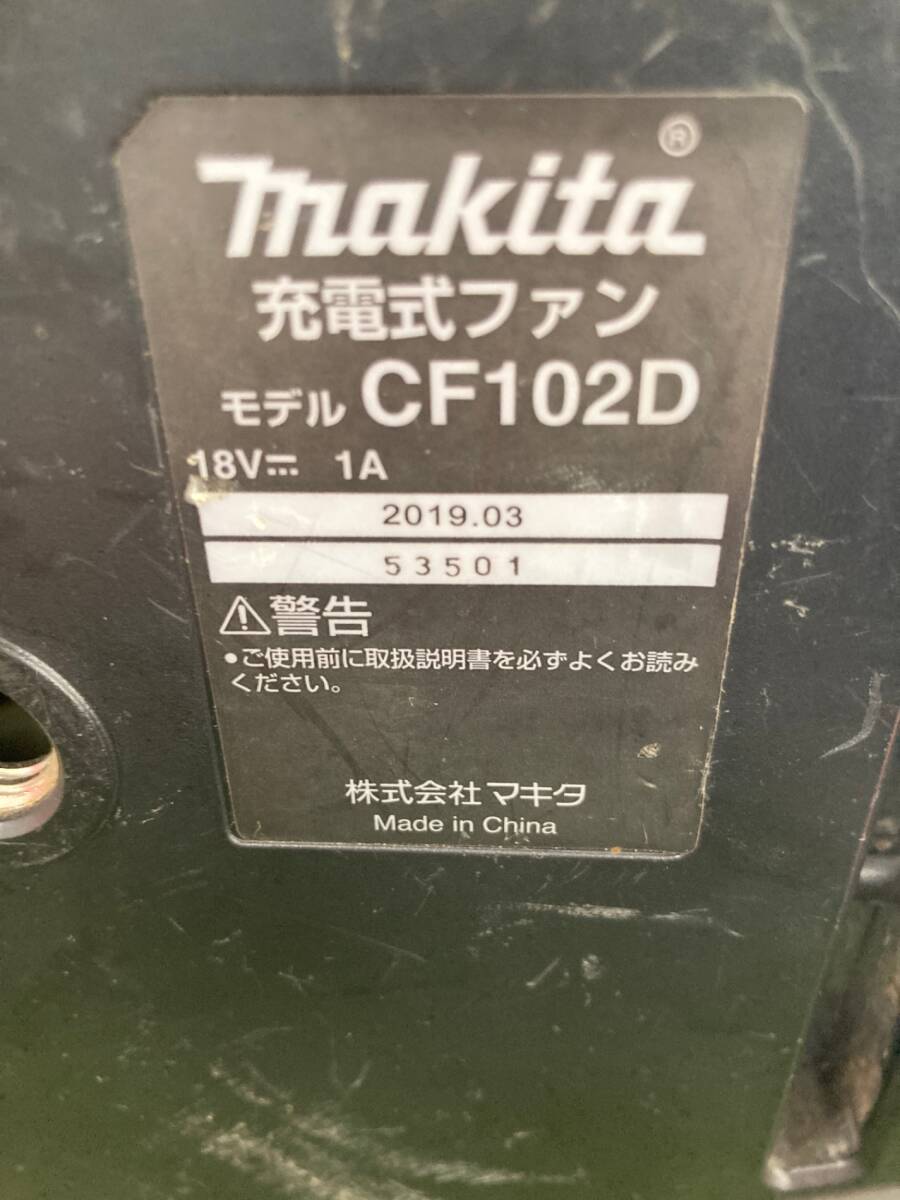 makita®
充電式ファン
モデル CF102D
18V⎓ 1A
2019.03
53501
⚠警告
•ご使用前に取扱説明書を必ずよくお読み
ください。
株式会社マキタ
Made in China